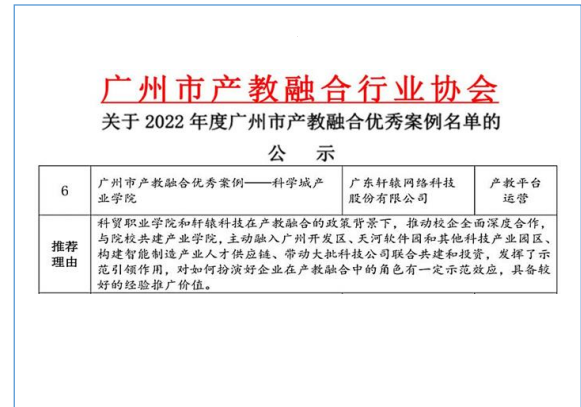 广州市产教融合行业协会
关于 2022 年度广州市产教融合优秀案例名单的
公 示
6
广州市产教融合优秀案例——科学城产
业学院
广东轩辕网络科技
股份有限公司
产教平台
运营
推荐
理由
科贸职业学院和轩辕科技在产教融合的政策背景下，推动校企全面深度合作，
与院校共建产业学院，主动融入广州开发区、天河软件园和其他科技产业园区、
构建智能制造产业人才供应链、带动大批科技公司联合共建和投资，发挥了示
范引领作用，对如何扮演好企业在产教融合中的角色有一定示范效应，具备较
好的经验推广价值。